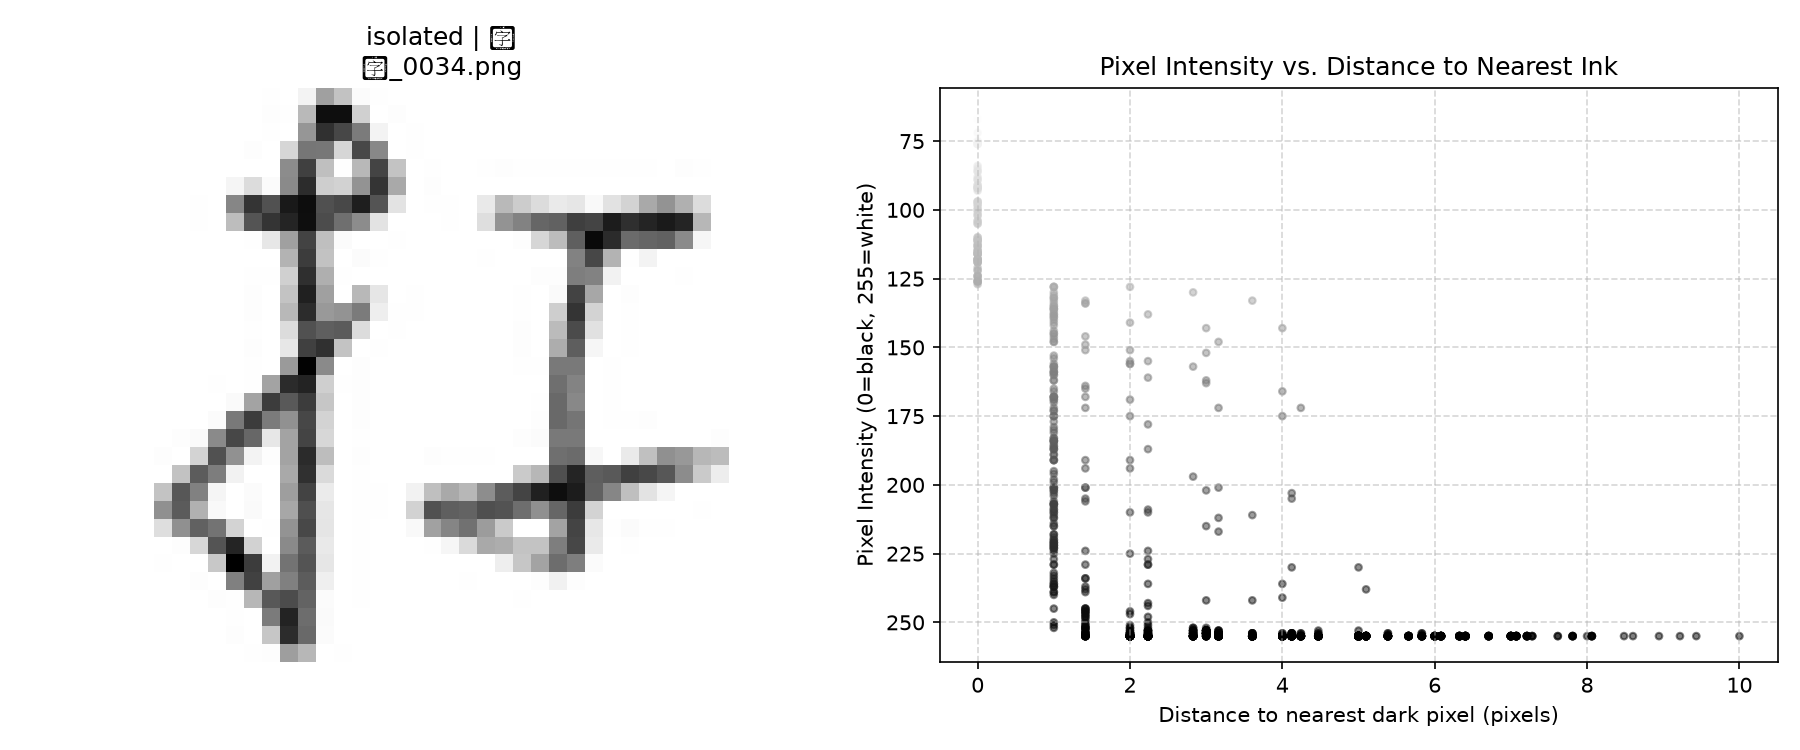 isolated |
_0034.png
扛
Pixel Intensity vs. Distance to Nearest Ink
Pixel Intensity (0=black, 255=white)
75
100
125
150
175
200
225
250
0 2 4 6 8 10
Distance to nearest dark pixel (pixels)